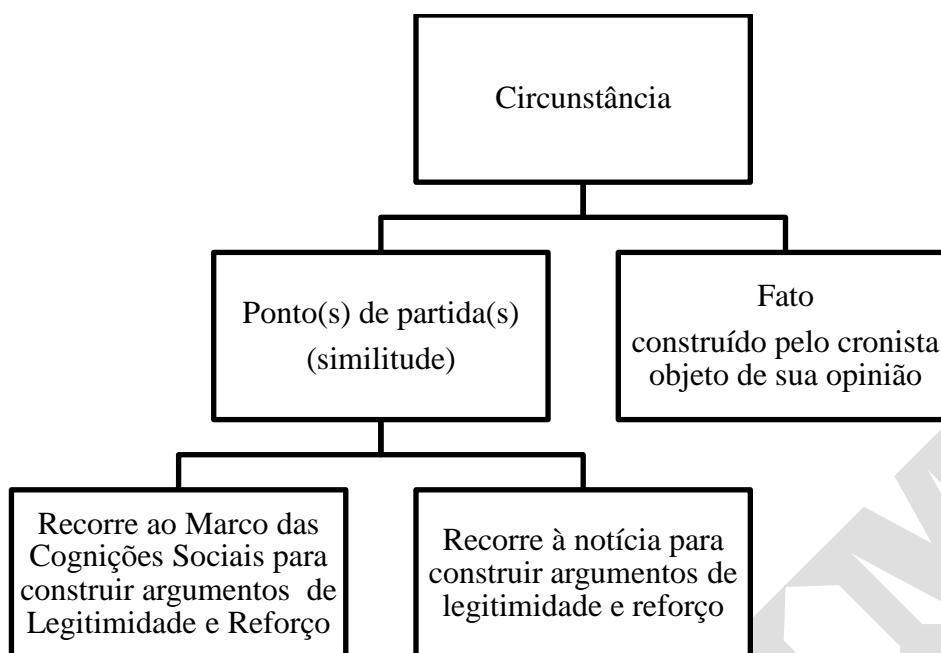 Circunstância
Ponto(s) de partida(s)
(similitude)
Fato
construído pelo cronista
objeto de sua opinião
Recorre ao Marco das
Cognições Sociais para
construir argumentos de
Legitimidade e Reforço
Recorre à notícia para
construir argumentos de
legitimidade e reforço